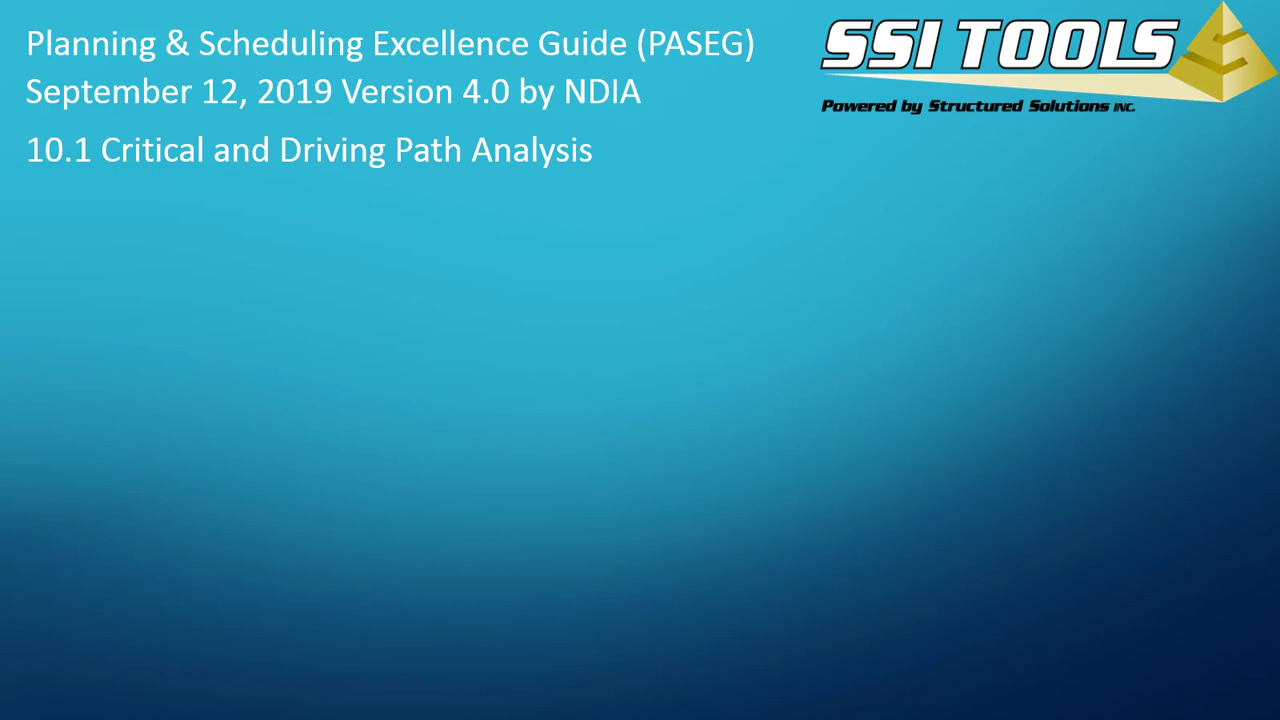 Planning & Scheduling Excellence Guide (PASEG)
September 12, 2019 Version 4.0 by NDIA
10.1 Critical and Driving Path Analysis
SSI TOOLS
Powered by Structured Solutions INC.